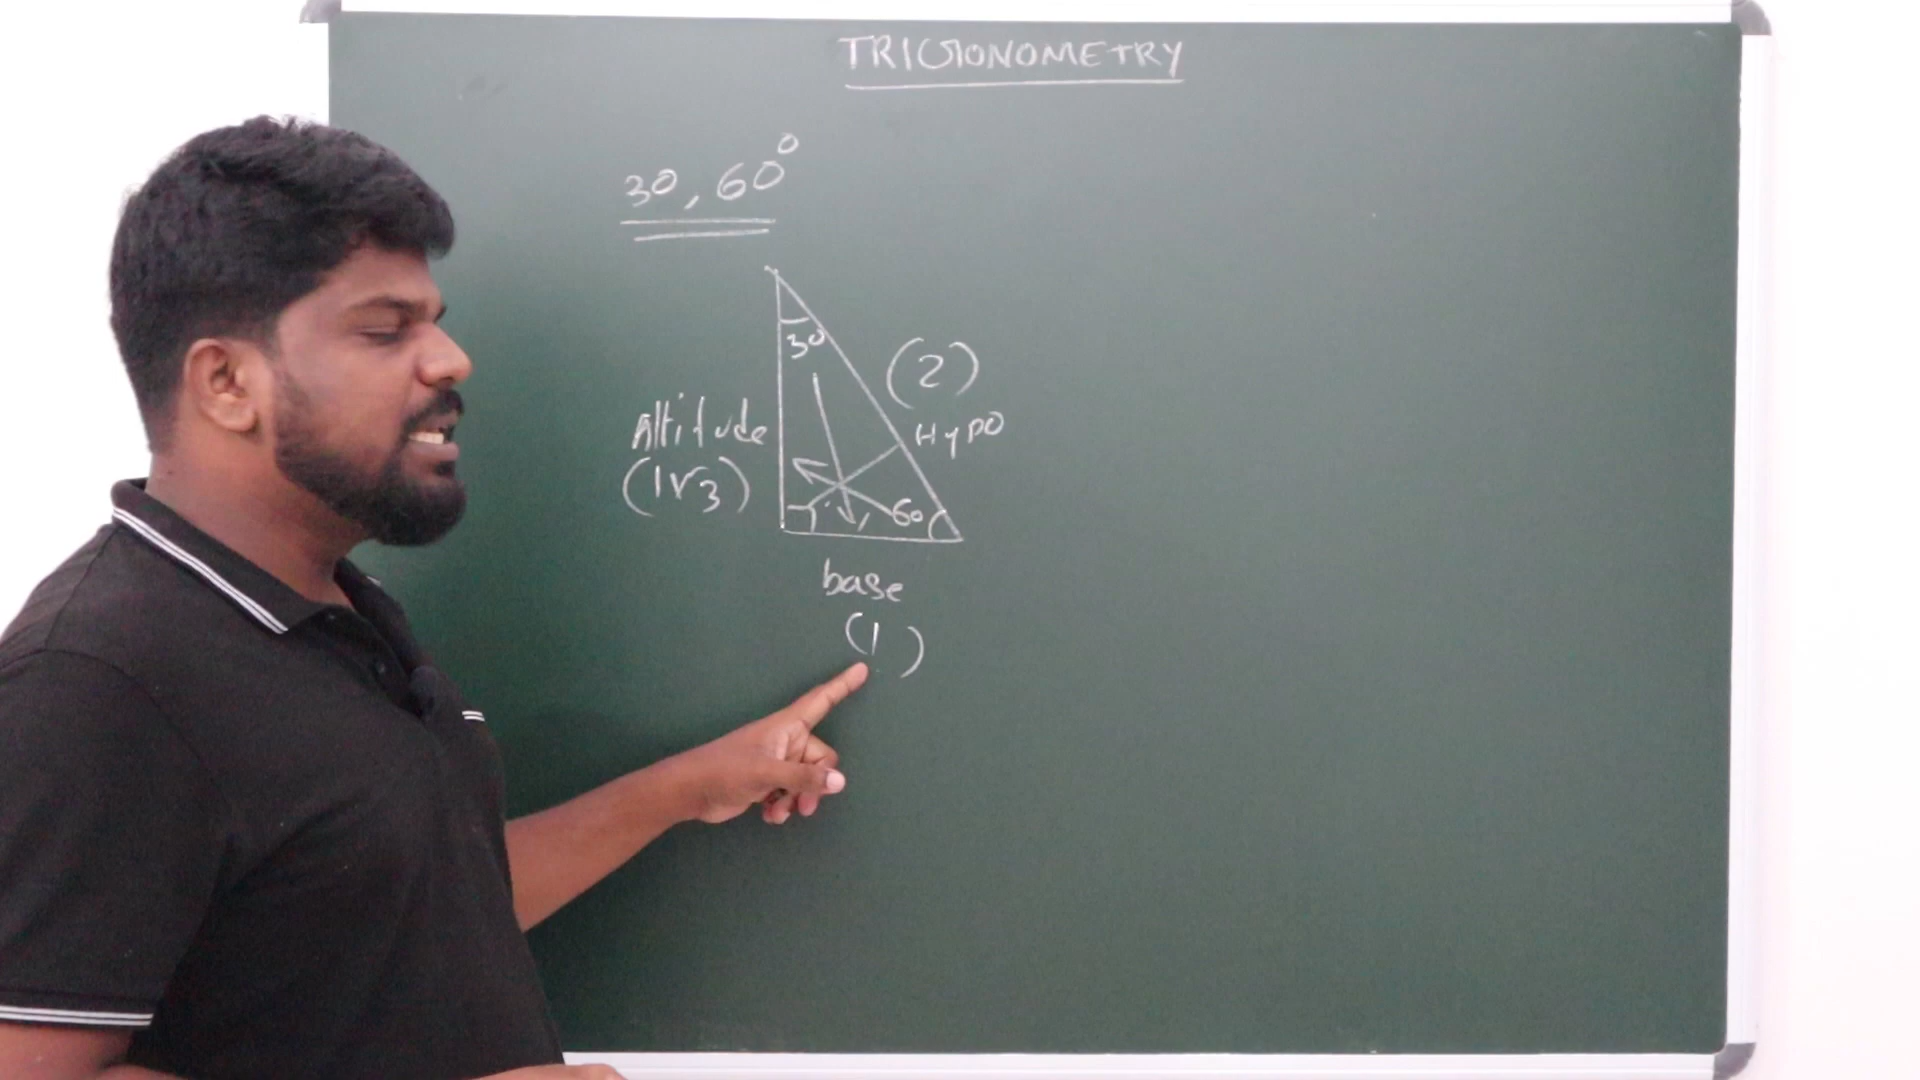 TRIGONOMETRY
30, 60°
30
(2)
Altitude
Hypo
(1√3)
60
base
(1)